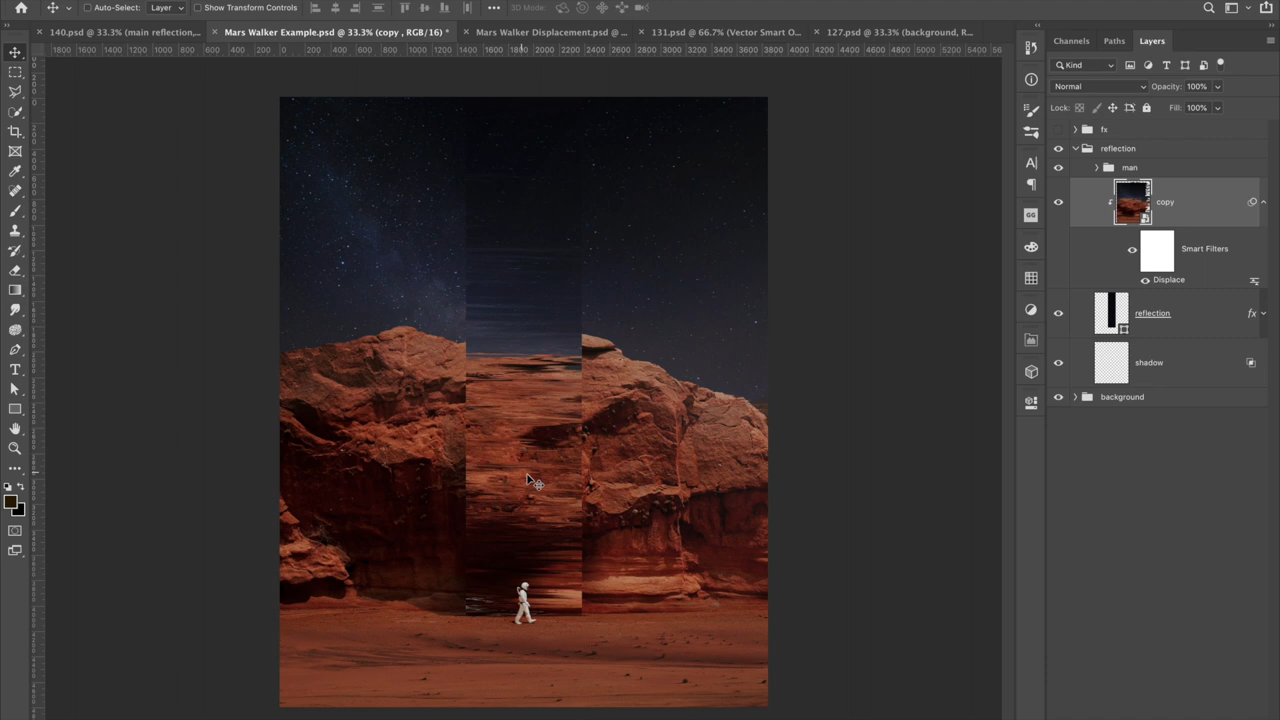 Auto-Select: Layer Show Transform Controls ••• 3D Mode:
× 140.psd @ 33.3% (main reflection,... × Mars Walker Example.psd @ 33.3% (copy , RGB/16) * × Mars Walker Displacement.psd @ ... × 131.psd @ 66.7% (Vector Smart O... × 127.psd @ 33.3% (background, R...
1800 1600 1400 1200 1000 800 600 400 200 0 200 400 600 800 1000 1200 1400 1600 1800 2000 2200 2400 2600 2800 3000 3200 3400 3600 3800 4000 4200 4400 4600 4800 5000 5200 5400 56
Channels Paths Layers
Kind
Normal Opacity: 100%
Lock: Fill: 100%
fx
reflection
man
copy
Smart Filters
Displace
reflection fx
shadow
background
GG